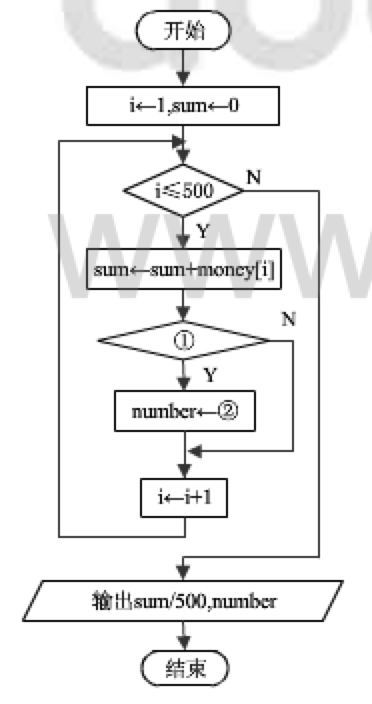 开始
i←1,sum←0
i≤500
N
Y
sum←sum+money[i]
①
N
Y
number←②
i←i+1
输出sum/500,number
结束
www